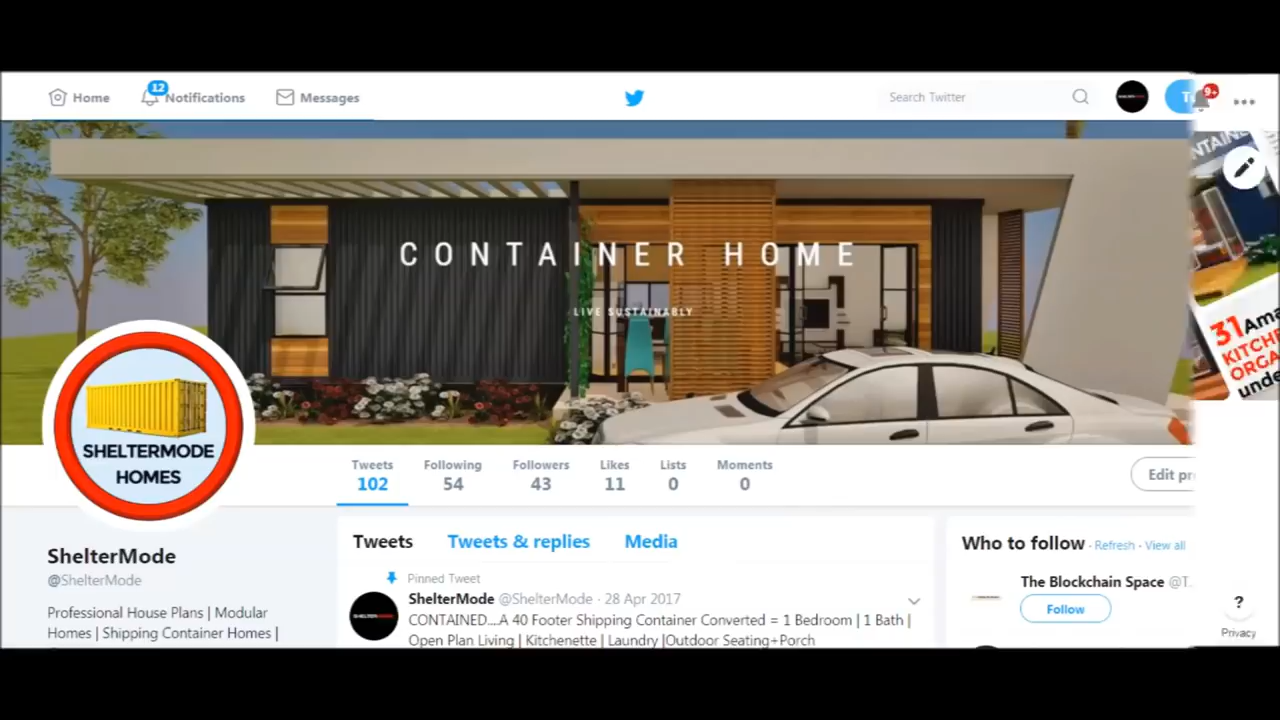 12
Home
Notifications
Messages
Search Twitter
9+
CONTAINER HOME
LIVE SUSTAINABLY
31
KITCHE
ORGA
unde
SHELTERMODE
HOMES
Tweets Following Followers Likes Lists Moments
102 54 43 11 0 0
Edit pr
ShelterMode
@ShelterMode
Professional House Plans | Modular
Homes | Shipping Container Homes |
Tweets Tweets & replies Media
Pinned Tweet
ShelterMode @ShelterMode · 28 Apr 2017
CONTAINED....A 40 Footer Shipping Container Converted = 1 Bedroom | 1 Bath |
Open Plan Living | Kitchenette | Laundry |Outdoor Seating+Porch
Who to follow · Refresh · View all
The Blockchain Space @T...
Follow
?
Privacy